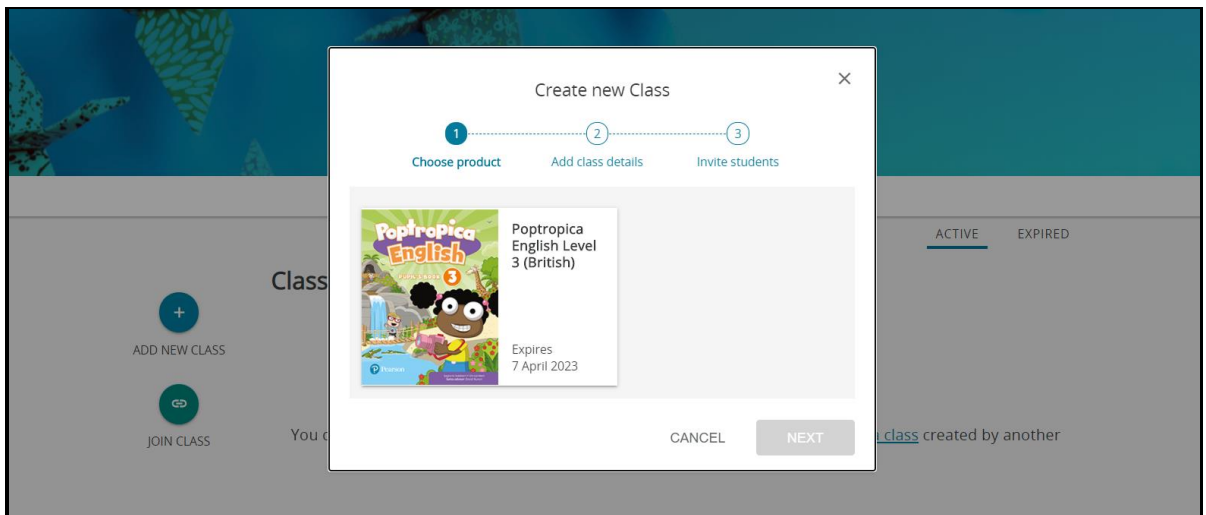 Create new Class
1 2 3
Choose product Add class details Invite students
Poptropica
English
3
Pearson
Poptropica
English Level
3 (British)
Expires
7 April 2023
CANCEL NEXT
ACTIVE EXPIRED
Class
ADD NEW CLASS
JOIN CLASS
You
class created by another